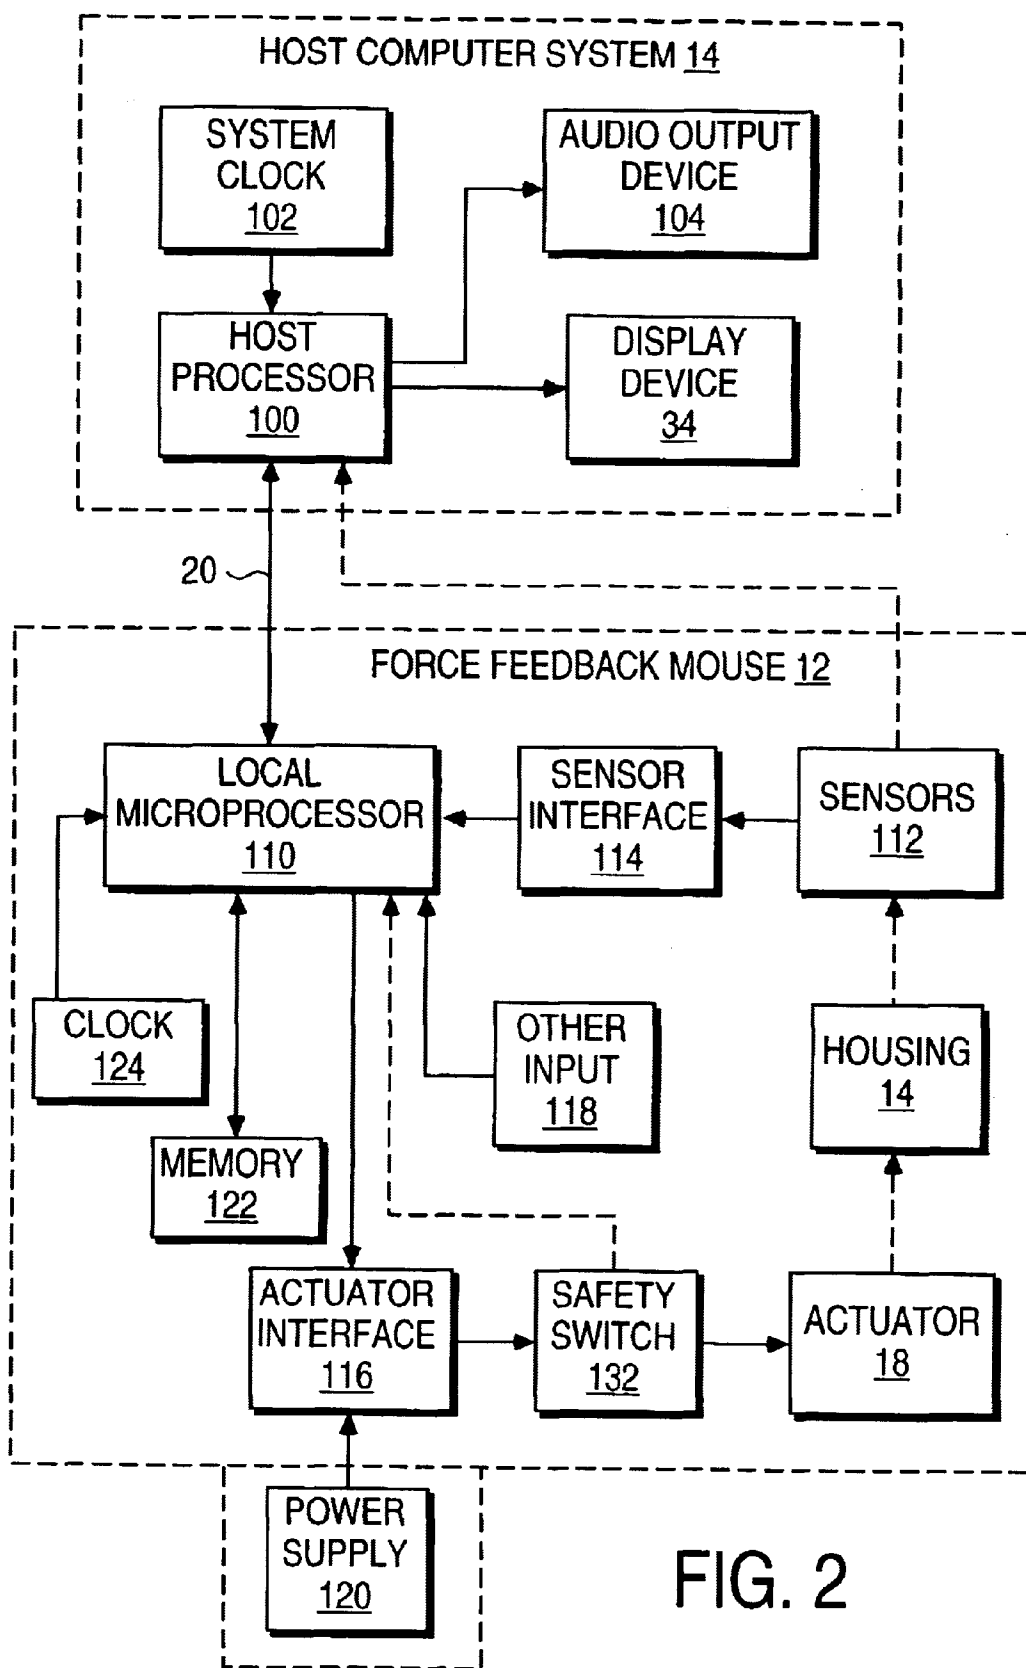 HOST COMPUTER SYSTEM 14
SYSTEM
CLOCK
102
AUDIO OUTPUT
DEVICE
104
HOST
PROCESSOR
100
DISPLAY
DEVICE
34
20
FORCE FEEDBACK MOUSE 12
LOCAL
MICROPROCESSOR
110
SENSOR
INTERFACE
114
SENSORS
112
CLOCK
124
OTHER
INPUT
118
HOUSING
14
MEMORY
122
ACTUATOR
INTERFACE
116
SAFETY
SWITCH
132
ACTUATOR
18
POWER
SUPPLY
120
FIG. 2